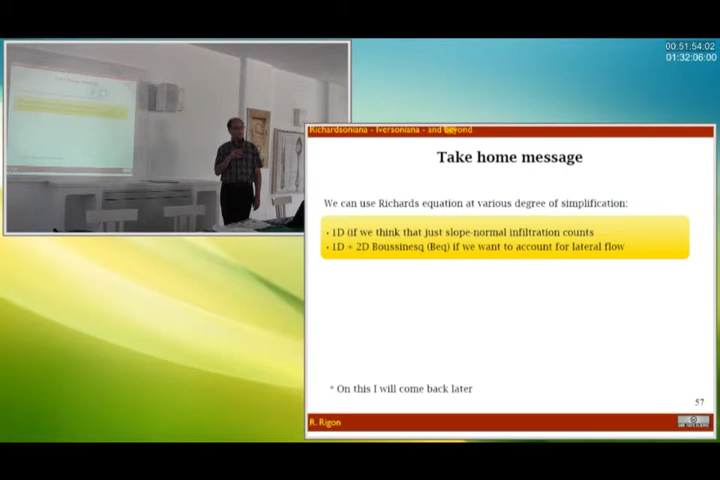 00:51:54.02
01:32:06:00
Richardsoniana - Iversoniana - and beyond
Take home message
We can use Richards equation at various degree of simplification:
· 1D (if we think that just slope-normal infiltration counts
· 1D + 2D Boussinesq (Beq) if we want to account for lateral flow
* On this I will come back later
57
R. Rigon